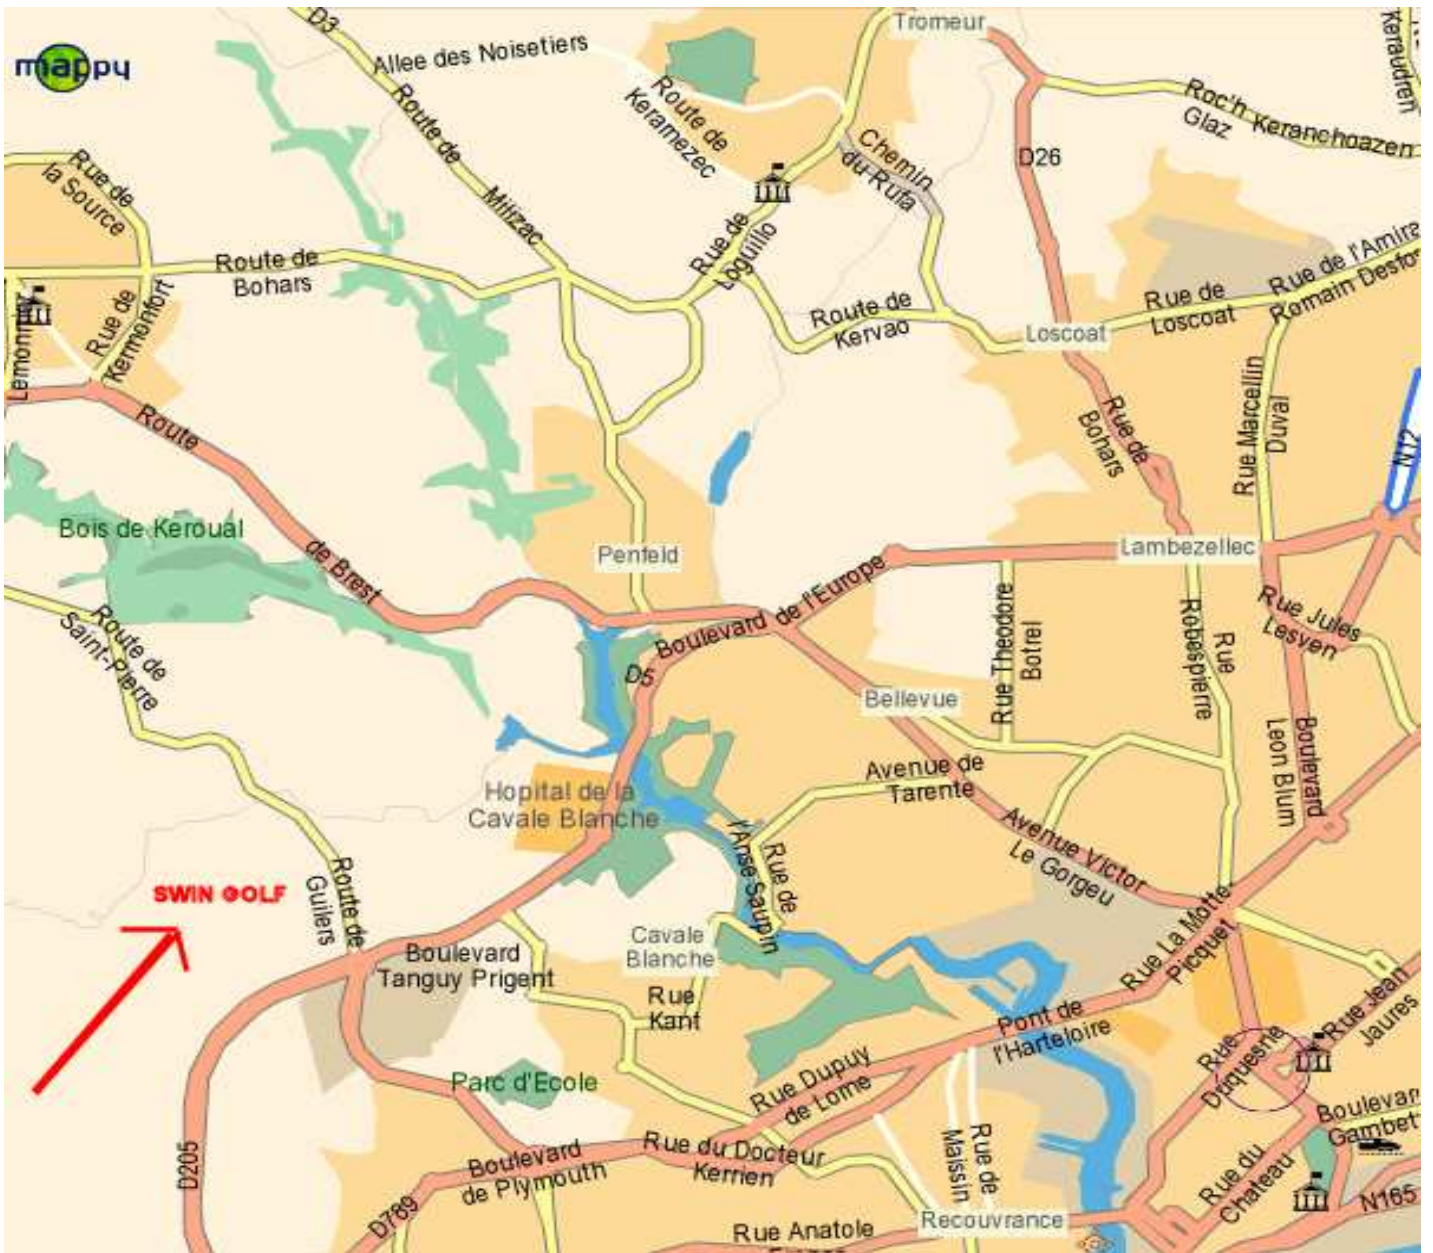 mappy
D3
Tromeur
Allee des Noisetiers
Route de
Keramezec
Keraudren
Roc'h
Glaz
Keranchoazen
Route de
Milizac
Chemin
du Rufa
D26
Rue de
la Source
Rue de
Loguillo
Route de
Bohars
Rue de
Kermonfort
Lemonnier
Route de
Kervao
Loscoat
Rue de
Loscoat
Rue de l'Amira
Romain Desfo
Rue Marcellin
Duval
Rue de
Bohars
N12
Route
de Brest
Bois de Keroual
Penfeld
Lambezellec
Boulevard de l'Europe
D5
Route de
Saint-Pierre
Rue Theodore
Botrel
Rue
Robespierre
Rue Jules
Lesven
Bellevue
Boulevard
Leon Blum
Hopital de la
Cavale Blanche
Avenue de
Tarente
l'Anse Saupin
Rue de
Avenue Victor
Le Gorgeu
SWIN GOLF
Route de
Guilers
Boulevard
Tanguy Prigent
Cavale
Blanche
Rue
Kant
Rue La Motte-
Picquet
Pont de
l'Harteloire
Rue Jean
Jaures
Rue
Duquesne
Parc d'Ecole
Rue Dupuy
de Lome
Boulevar
Gambet
D205
Boulevard
de Plymouth
Rue du Docteur
Kerrien
Rue de
Maissin
Rue du
Chateau
D789
Rue Anatole
Recouvrance
N165